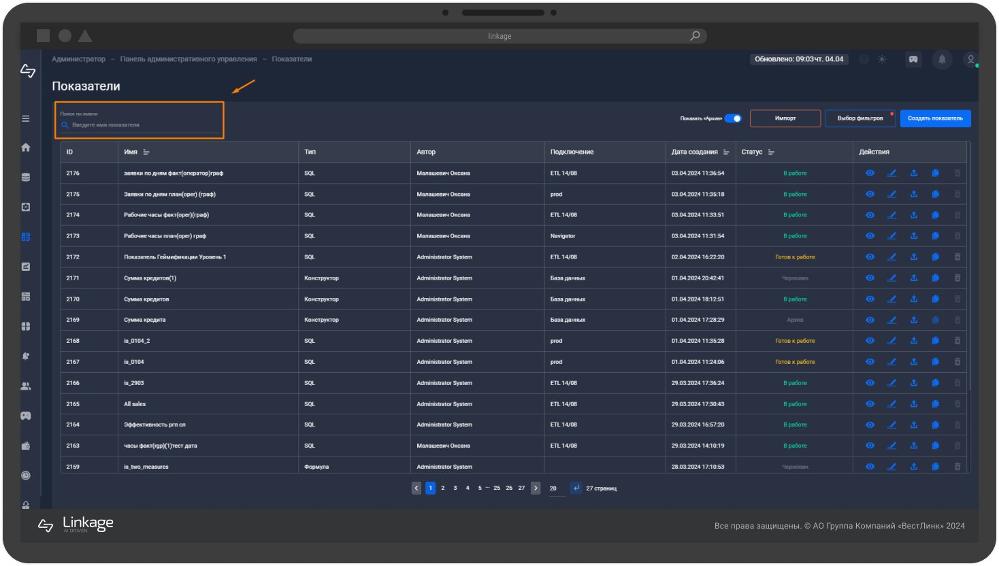 linkage
Администратор – Панель административного управления – Показатели
Обновлено: 09:03 чт. 04.04
Показатели
Поиск по имени
Введите имя показателя
Показать «Архив»
Импорт
Выбор фильтров
Создать показатель
ID Имя Тип Автор Подключение Дата создания Статус Действия
2176 заявки по дням факт(оператор)граф SQL Малашевич Оксана ETL 14/08 03.04.2024 11:36:54 В работе
2175 Заявки по дням план(орег) (граф) SQL Малашевич Оксана prod 03.04.2024 11:35:18 В работе
2174 Рабочие часы факт(орег)(граф) SQL Малашевич Оксана ETL 14/08 03.04.2024 11:33:51 В работе
2173 Рабочие часы план(орег) граф SQL Малашевич Оксана Navigator 03.04.2024 11:31:54 В работе
2172 Показатель Геймификации Уровень 1 SQL Administrator System ETL 14/08 02.04.2024 16:22:20 Готов к работе
2171 Сумма кредитов(1) Конструктор Administrator System База данных 01.04.2024 20:42:41 Черновик
2170 Сумма кредитов Конструктор Administrator System База данных 01.04.2024 18:12:51 В работе
2169 Сумма кредита Конструктор Administrator System База данных 01.04.2024 17:28:29 Архив
2168 is_0104_2 SQL Administrator System prod 01.04.2024 11:35:28 Готов к работе
2167 is_0104 SQL Administrator System prod 01.04.2024 11:24:06 Готов к работе
2166 is_2903 SQL Administrator System ETL 14/08 29.03.2024 17:36:24 В работе
2165 All sales SQL Administrator System ETL 14/08 29.03.2024 17:30:43 В работе
2164 Эффективность ргп сп SQL Administrator System ETL 14/08 29.03.2024 16:57:20 В работе
2163 часы факт(rgp)(1)тест дата SQL Малашевич Оксана ETL 14/08 29.03.2024 14:10:19 В работе
2159 is_two_measures Формула Administrator System 28.03.2024 17:10:53 Черновик
1 2 3 4 5 ··· 25 26 27 20 27 страниц
Linkage
AI DRIVEN
Все права защищены. © АО Группа Компаний «ВестЛинк» 2024